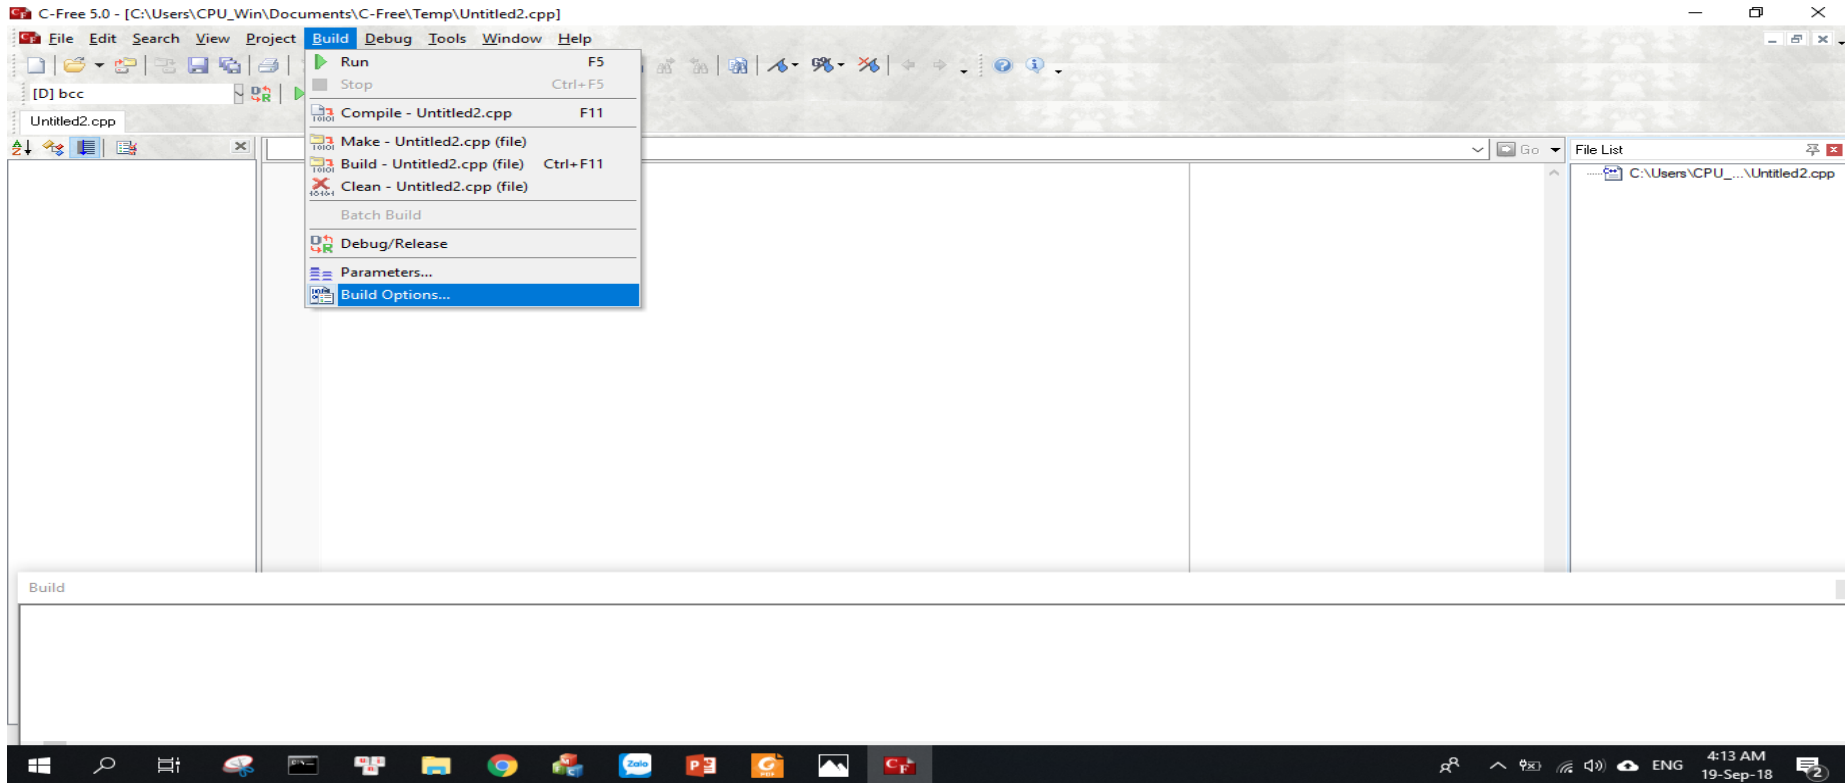 C-Free 5.0 - [C:\Users\CPU_Win\Documents\C-Free\Temp\Untitled2.cpp]
File Edit Search View Project Build Debug Tools Window Help
[D] bcc
Untitled2.cpp
Run F5
Stop Ctrl+F5
Compile - Untitled2.cpp F11
Make - Untitled2.cpp (file)
Build - Untitled2.cpp (file) Ctrl+F11
Clean - Untitled2.cpp (file)
Batch Build
Debug/Release
Parameters...
Build Options...
Go
File List
C:\Users\CPU_...\Untitled2.cpp
Build
Zalo
ENG
4:13 AM
19-Sep-18
2